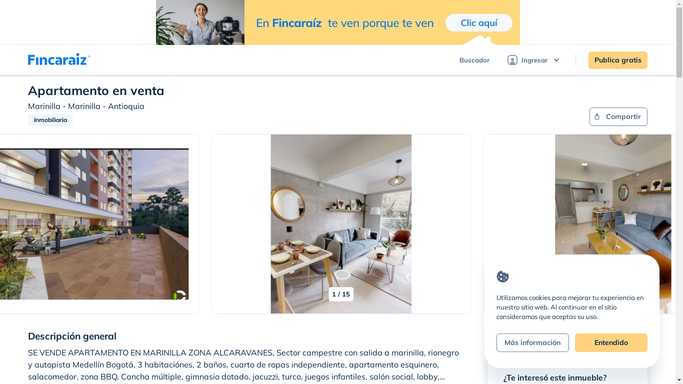 En Fincaraíz te ven porque te ven
Clic aquí
Fincaraíz
Buscador
Ingresar
Publica gratis
Apartamento en venta
Marinilla - Marinilla - Antioquia
Inmobiliaria
Compartir
1 / 15
Utilizamos cookies para mejorar tu experiencia en
nuestro sitio web. Al continuar en el sitio
consideramos que aceptas su uso.
Más información
Entendido
Descripción general
SE VENDE APARTAMENTO EN MARINILLA ZONA ALCARAVANES, Sector campestre con salida a marinilla, rionegro
y autopista Medellín Bogotá, 3 habitaciónes, 2 baños, cuarto de ropas independiente, apartamento esquinero,
salacomedor, zona BBQ, Cancha múltiple, gimnasio dotado, jacuzzi, turco, juegos infantiles, salón social, lobby,...
¿Te interesó este inmueble?